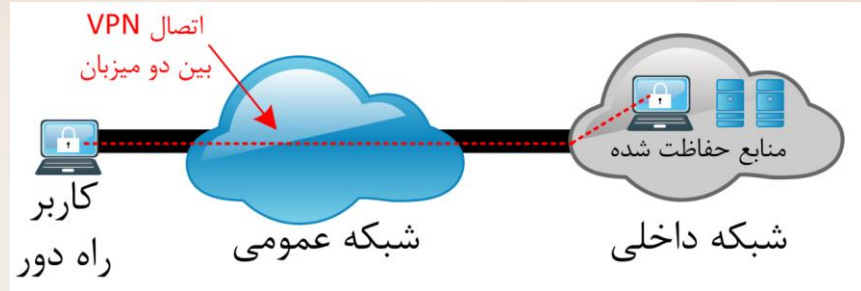 اتصال VPN
بین دو میزبان
منابع حفاظت شده
کاربر
راه دور
شبکه عمومی
شبکه داخلی